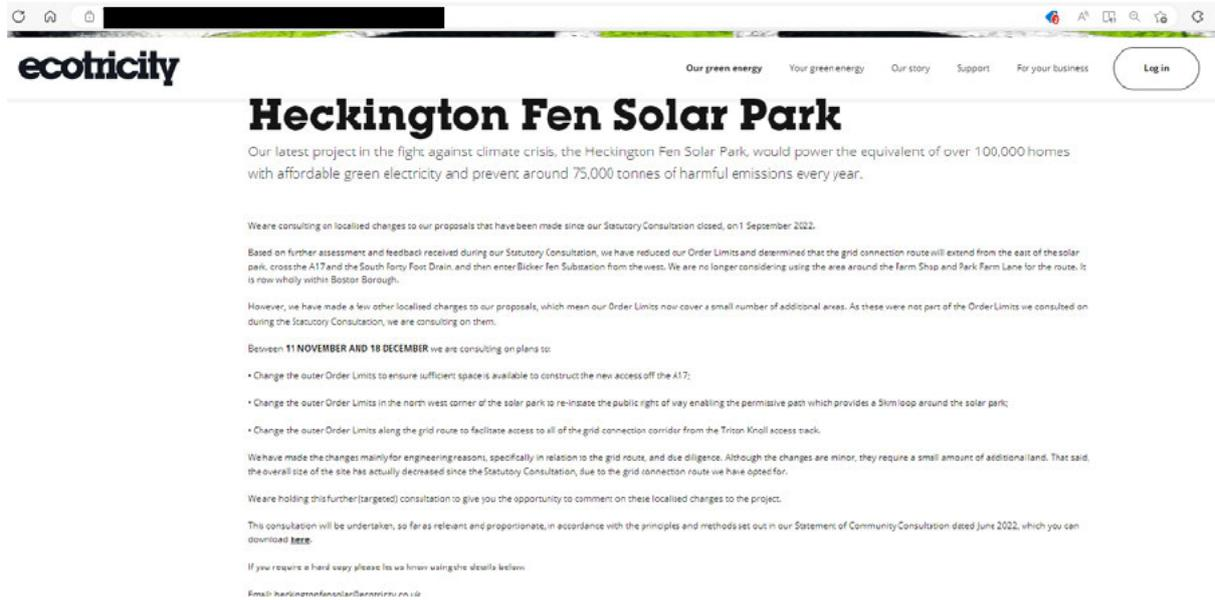 ecotricity
Our green energy
Your green energy
Our story
Support
For your business
Log in
Heckington Fen Solar Park
Our latest project in the fight against climate crisis, the Heckington Fen Solar Park, would power the equivalent of over 100,000 homes
with affordable green electricity and prevent around 75,000 tonnes of harmful emissions every year.
We are consulting on localised changes to our proposals that have been made since our Statutory Consultation closed, on 1 September 2022.
Based on further assessment and feedback received during our Statutory Consultation, we have reduced our Order Limits and determined that the grid connection route will extend from the east of the solar
park, cross the A17 and the South Forty Foot Drain, and then enter Bicker Fen Substation from the west. We are no longer considering using the area around the Farm Shop and Park Farm Lane for the route. It
is now wholly within Boston Borough.
However, we have made a few other localised changes to our proposals, which mean our Order Limits now cover a small number of additional areas. As these were not part of the Order Limits we consulted on
during the Statutory Consultation, we are consulting on them.
Between 11 NOVEMBER AND 18 DECEMBER we are consulting on plans to:
• Change the outer Order Limits to ensure sufficient space is available to construct the new access off the A17;
• Change the outer Order Limits in the north west corner of the solar park to re-instate the public right of way enabling the permissive path which provides a 5km loop around the solar park;
• Change the outer Order Limits along the grid route to facilitate access to all of the grid connection corridor from the Triton Knoll access track.
We have made the changes mainly for engineering reasons, specifically in relation to the grid route, and due diligence. Although the changes are minor, they require a small amount of additional land. That said,
the overall size of the site has actually decreased since the Statutory Consultation, due to the grid connection route we have opted for.
We are holding this further (targeted) consultation to give you the opportunity to comment on these localised changes to the project.
This consultation will be undertaken, so far as relevant and proportionate, in accordance with the principles and methods set out in our Statement of Community Consultation dated June 2022, which you can
download here.
If you require a hard copy please let us know using the details below.
Email: heckingtonfensolar@ecotricity.co.uk